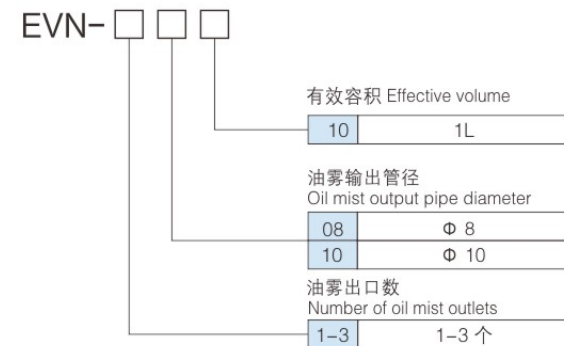 EVN-□□□
有效容积 Effective volume
10 1L
油雾输出管径
Oil mist output pipe diameter
08 Φ 8
10 Φ 10
油雾出口数
Number of oil mist outlets
1-3 1-3 个